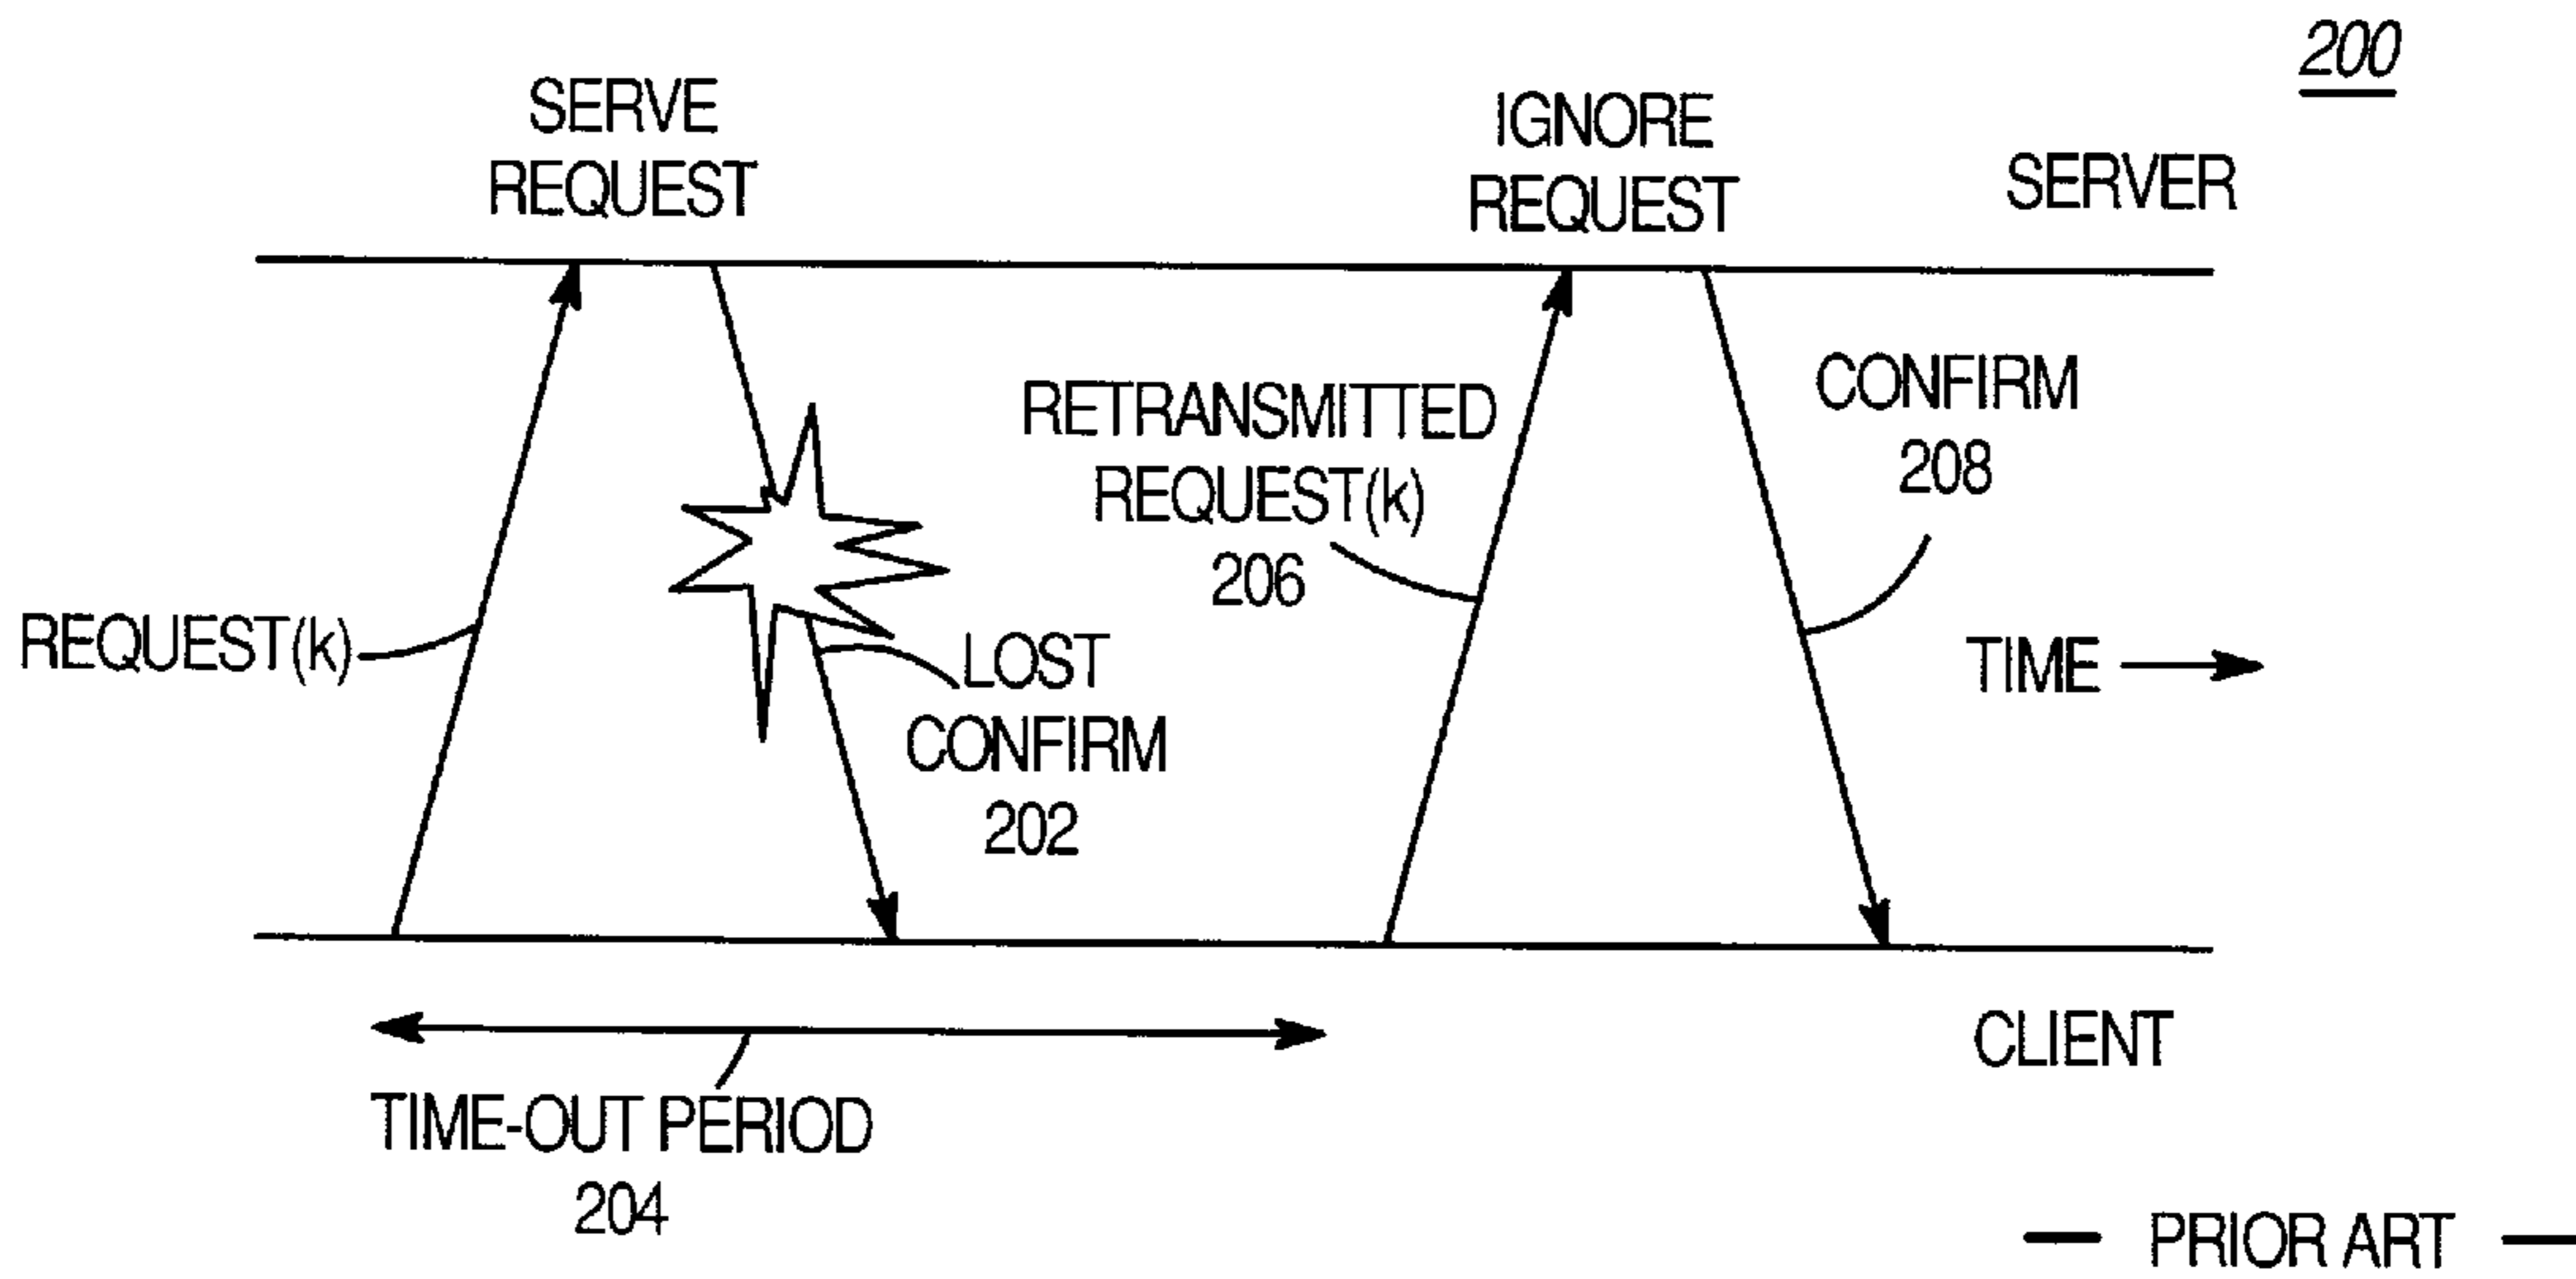 200
SERVE
REQUEST
IGNORE
REQUEST
SERVER
REQUEST(k)
LOST
CONFIRM
202
RETRANSMITTED
REQUEST(k)
206
CONFIRM
208
TIME
CLIENT
TIME-OUT PERIOD
204
— PRIOR ART —